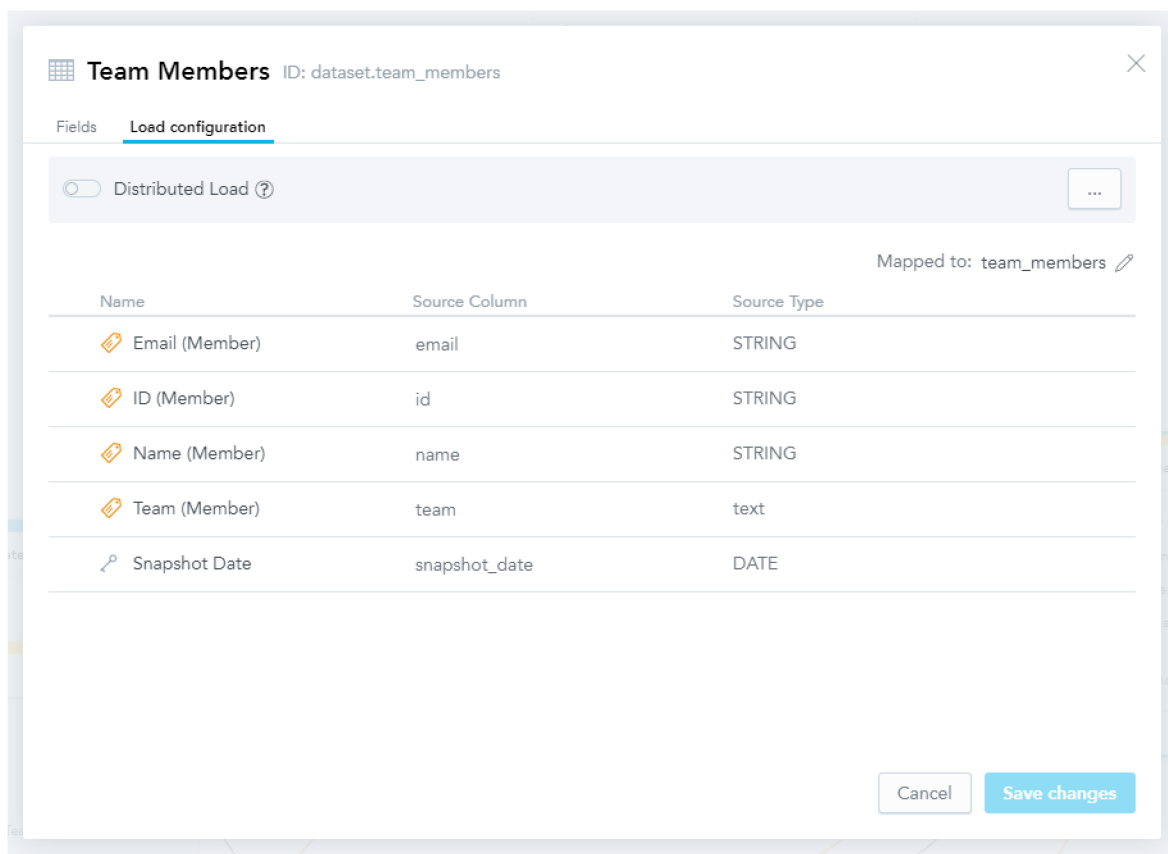 Team Members ID: dataset.team_members
Fields Load configuration
Distributed Load ?
...
Mapped to: team_members
Name Source Column Source Type
Email (Member) email STRING
ID (Member) id STRING
Name (Member) name STRING
Team (Member) team text
Snapshot Date snapshot_date DATE
Cancel Save changes